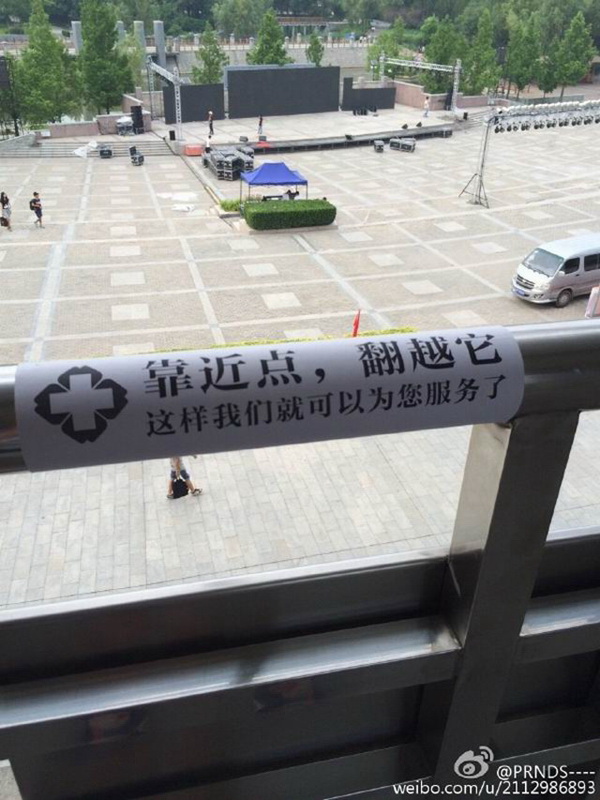 靠近点，翻越它
这样我们就可以为您服务了
@PRNDS----
weibo.com/u/2112986893